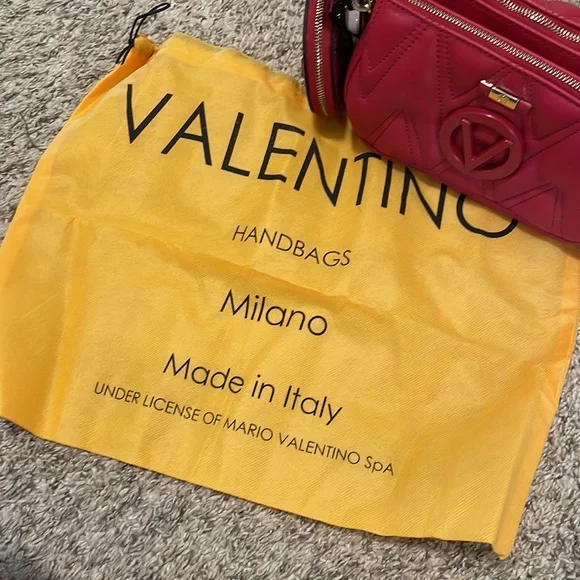 VALENTINO
HANDBAGS
Milano
Made in Italy
UNDER LICENSE OF MARIO VALENTINO SpA
V